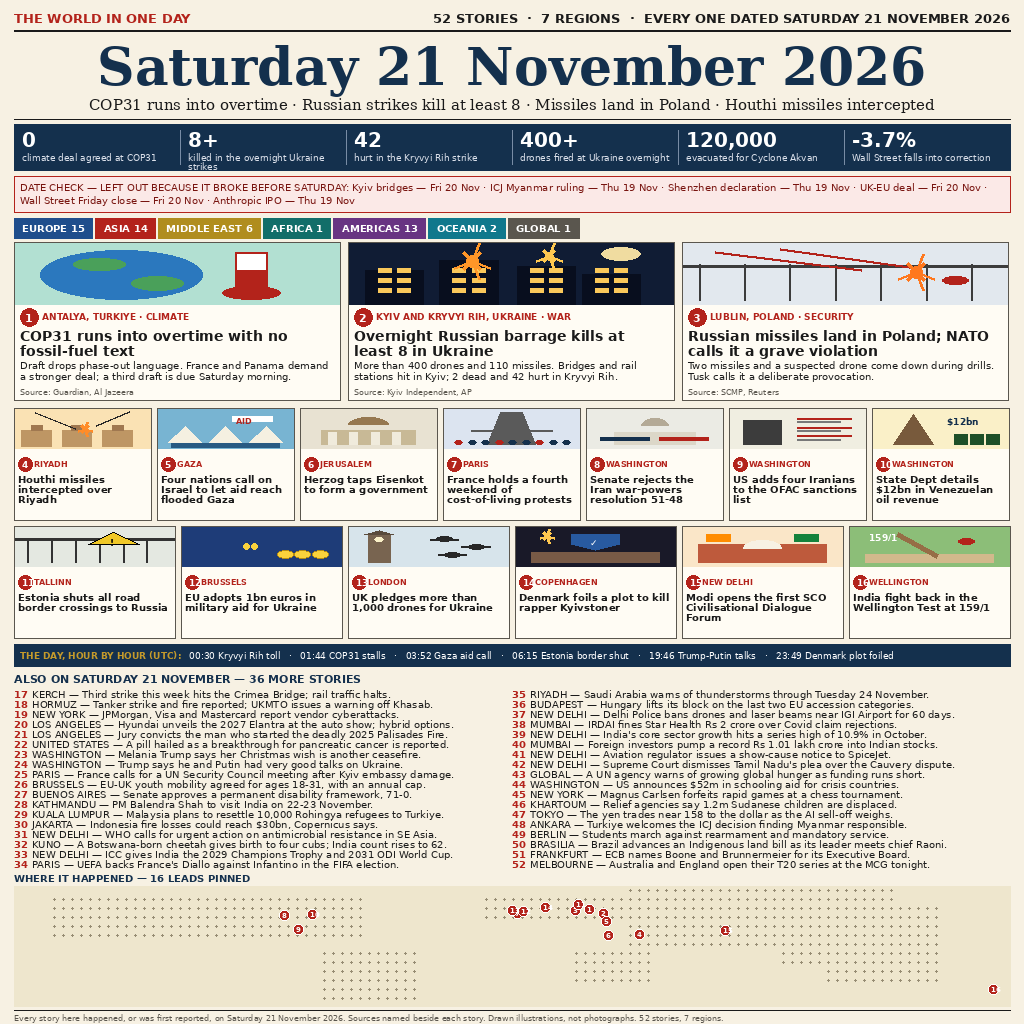 THE WORLD IN ONE DAY
52 STORIES · 7 REGIONS · EVERY ONE DATED SATURDAY 21 NOVEMBER 2026
Saturday 21 November 2026
COP31 runs into overtime · Russian strikes kill at least 8 · Missiles land in Poland · Houthi missiles intercepted
0
climate deal agreed at COP31
8+
killed in the overnight Ukraine
strikes
42
hurt in the Kryvyi Rih strike
400+
drones fired at Ukraine overnight
120,000
evacuated for Cyclone Akvan
-3.7%
Wall Street falls into correction
DATE CHECK — LEFT OUT BECAUSE IT BROKE BEFORE SATURDAY: Kyiv bridges — Fri 20 Nov · ICJ Myanmar ruling — Thu 19 Nov · Shenzhen declaration — Thu 19 Nov · UK-EU deal — Fri 20 Nov ·
Wall Street Friday close — Fri 20 Nov · Anthropic IPO — Thu 19 Nov
EUROPE 15
ASIA 14
MIDDLE EAST 6
AFRICA 1
AMERICAS 13
OCEANIA 2
GLOBAL 1
1 ANTALYA, TURKIYE · CLIMATE
COP31 runs into overtime with no
fossil-fuel text
Draft drops phase-out language. France and Panama demand
a stronger deal; a third draft is due Saturday morning.
Source: Guardian, Al Jazeera
2 KYIV AND KRYVYI RIH, UKRAINE · WAR
Overnight Russian barrage kills at
least 8 in Ukraine
More than 400 drones and 110 missiles. Bridges and rail
stations hit in Kyiv; 2 dead and 42 hurt in Kryvyi Rih.
Source: Kyiv Independent, AP
3 LUBLIN, POLAND · SECURITY
Russian missiles land in Poland; NATO
calls it a grave violation
Two missiles and a suspected drone come down during drills.
Tusk calls it a deliberate provocation.
Source: SCMP, Reuters
4 RIYADH
Houthi missiles
intercepted over
Riyadh
AID
5 GAZA
Four nations call on
Israel to let aid reach
flooded Gaza
6 JERUSALEM
Herzog taps Eisenkot
to form a government
7 PARIS
France holds a fourth
weekend of
cost-of-living protests
8 WASHINGTON
Senate rejects the
Iran war-powers
resolution 51-48
9 WASHINGTON
US adds four Iranians
to the OFAC sanctions
list
$12bn
10 WASHINGTON
State Dept details
$12bn in Venezuelan
oil revenue
!
11 TALLINN
Estonia shuts all road
border crossings to Russia
12 BRUSSELS
EU adopts 1bn euros in
military aid for Ukraine
13 LONDON
UK pledges more than
1,000 drones for Ukraine
✓
14 COPENHAGEN
Denmark foils a plot to kill
rapper Kyivstoner
15 NEW DELHI
Modi opens the first SCO
Civilisational Dialogue
Forum
159/1
16 WELLINGTON
India fight back in the
Wellington Test at 159/1
THE DAY, HOUR BY HOUR (UTC): 00:30 Kryvyi Rih toll · 01:44 COP31 stalls · 03:52 Gaza aid call · 06:15 Estonia border shut · 19:46 Trump-Putin talks · 23:49 Denmark plot foiled
ALSO ON SATURDAY 21 NOVEMBER — 36 MORE STORIES
17 KERCH — Third strike this week hits the Crimea Bridge; rail traffic halts.
18 HORMUZ — Tanker strike and fire reported; UKMTO issues a warning off Khasab.
19 NEW YORK — JPMorgan, Visa and Mastercard report vendor cyberattacks.
20 LOS ANGELES — Hyundai unveils the 2027 Elantra at the auto show; hybrid options.
21 LOS ANGELES — Jury convicts the man who started the deadly 2025 Palisades Fire.
22 UNITED STATES — A pill hailed as a breakthrough for pancreatic cancer is reported.
23 WASHINGTON — Melania Trump says her Christmas wish is another ceasefire.
24 WASHINGTON — Trump says he and Putin had very good talks on Ukraine.
25 PARIS — France calls for a UN Security Council meeting after Kyiv embassy damage.
26 BRUSSELS — EU-UK youth mobility agreed for ages 18-31, with an annual cap.
27 BUENOS AIRES — Senate approves a permanent disability framework, 71-0.
28 KATHMANDU — PM Balendra Shah to visit India on 22-23 November.
29 KUALA LUMPUR — Malaysia plans to resettle 10,000 Rohingya refugees to Turkiye.
30 JAKARTA — Indonesia fire losses could reach $30bn, Copernicus says.
31 NEW DELHI — WHO calls for urgent action on antimicrobial resistance in SE Asia.
32 KUNO — A Botswana-born cheetah gives birth to four cubs; India count rises to 62.
33 NEW DELHI — ICC gives India the 2029 Champions Trophy and 2031 ODI World Cup.
34 PARIS — UEFA backs France's Diallo against Infantino in the FIFA election.
35 RIYADH — Saudi Arabia warns of thunderstorms through Tuesday 24 November.
36 BUDAPEST — Hungary lifts its block on the last two EU accession categories.
37 NEW DELHI — Delhi Police bans drones and laser beams near IGI Airport for 60 days.
38 MUMBAI — IRDAI fines Star Health Rs 2 crore over Covid claim rejections.
39 NEW DELHI — India's core sector growth hits a series high of 10.9% in October.
40 MUMBAI — Foreign investors pump a record Rs 1.01 lakh crore into Indian stocks.
41 NEW DELHI — Aviation regulator issues a show-cause notice to SpiceJet.
42 NEW DELHI — Supreme Court dismisses Tamil Nadu's plea over the Cauvery dispute.
43 GLOBAL — A UN agency warns of growing global hunger as funding runs short.
44 WASHINGTON — US announces $52m in schooling aid for crisis countries.
45 NEW YORK — Magnus Carlsen forfeits rapid games at a chess tournament.
46 KHARTOUM — Relief agencies say 1.2m Sudanese children are displaced.
47 TOKYO — The yen trades near 158 to the dollar as the AI sell-off weighs.
48 ANKARA — Turkiye welcomes the ICJ decision finding Myanmar responsible.
49 BERLIN — Students march against rearmament and mandatory service.
50 BRASILIA — Brazil advances an Indigenous land bill as its leader meets chief Raoni.
51 FRANKFURT — ECB names Boone and Brunnermeier for its Executive Board.
52 MELBOURNE — Australia and England open their T20 series at the MCG tonight.
WHERE IT HAPPENED — 16 LEADS PINNED
8
9
2
5
6
4
Every story here happened, or was first reported, on Saturday 21 November 2026. Sources named beside each story. Drawn illustrations, not photographs. 52 stories, 7 regions.